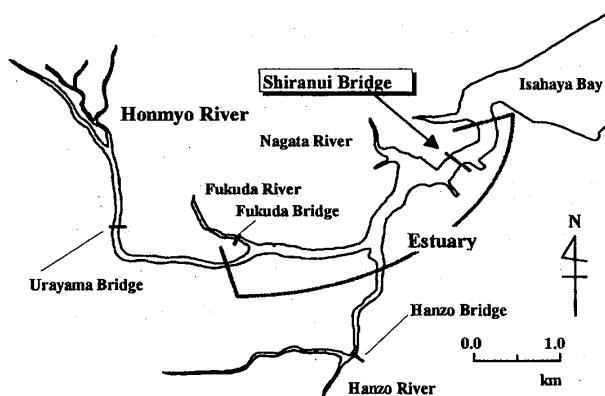 Shiranui Bridge
Isahaya Bay
Honmyo River
Nagata River
Fukuda River
Fukuda Bridge
N
Estuary
Urayama Bridge
Hanzo Bridge
0.0 1.0
km
Hanzo River